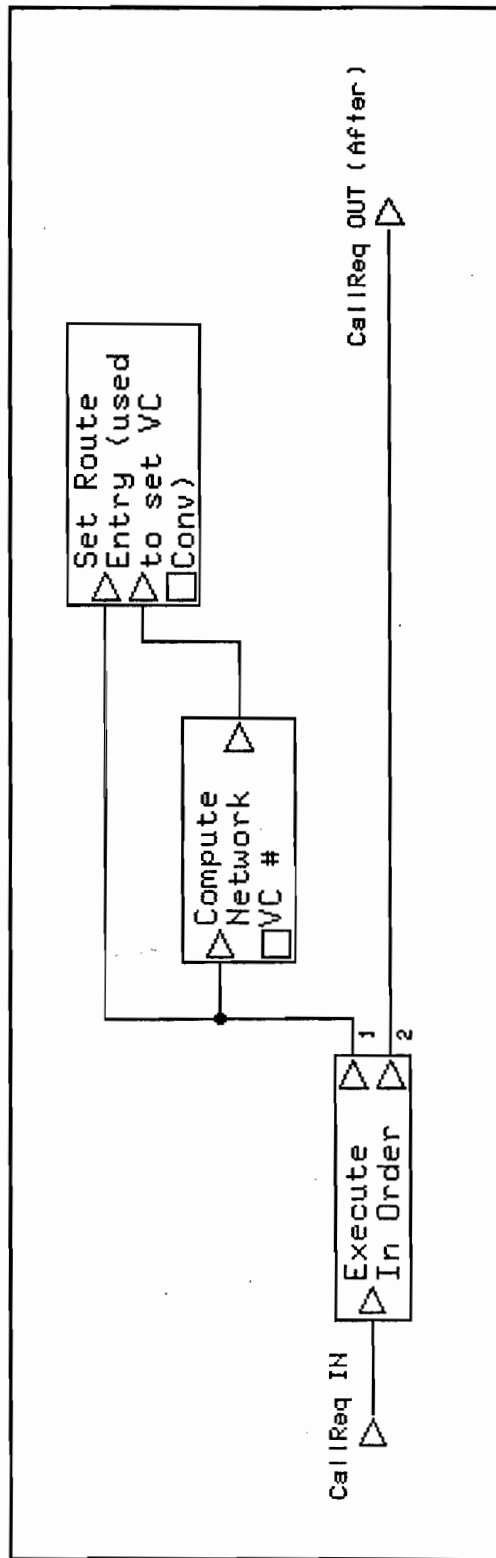 CallReq IN
Execute
In Order
1
2
Compute
Network
VC #
Set Route
Entry (used
to set VC
Conv)
CallReq OUT (After)